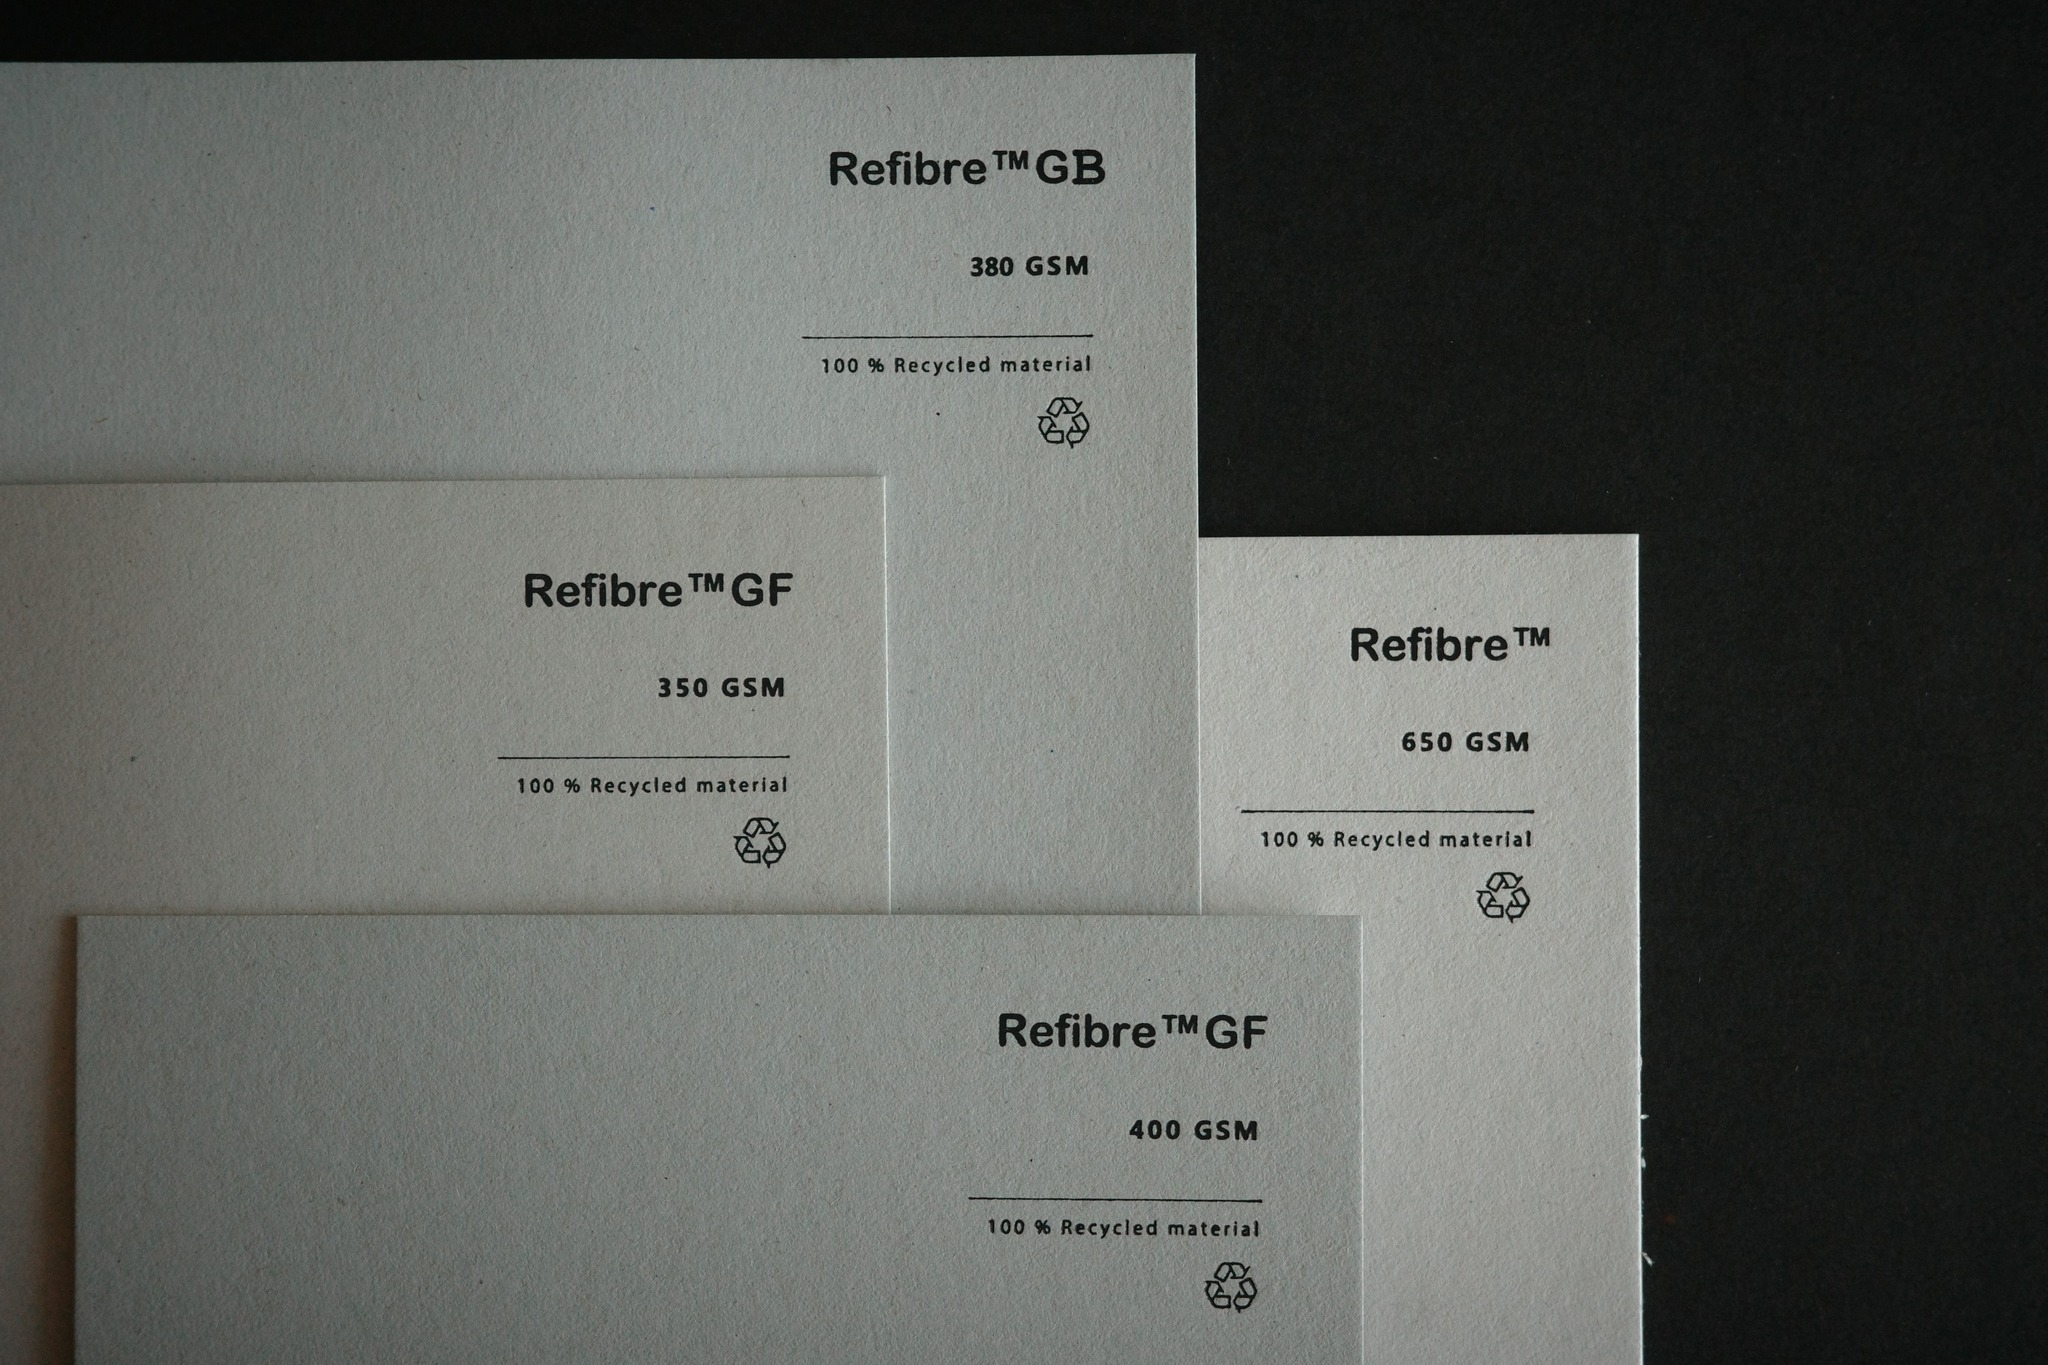 Refibre™GB
380 GSM
100 % Recycled material
Refibre™GF
350 GSM
100 % Recycled material
Refibre™
650 GSM
100 % Recycled material
Refibre™GF
400 GSM
100 % Recycled material